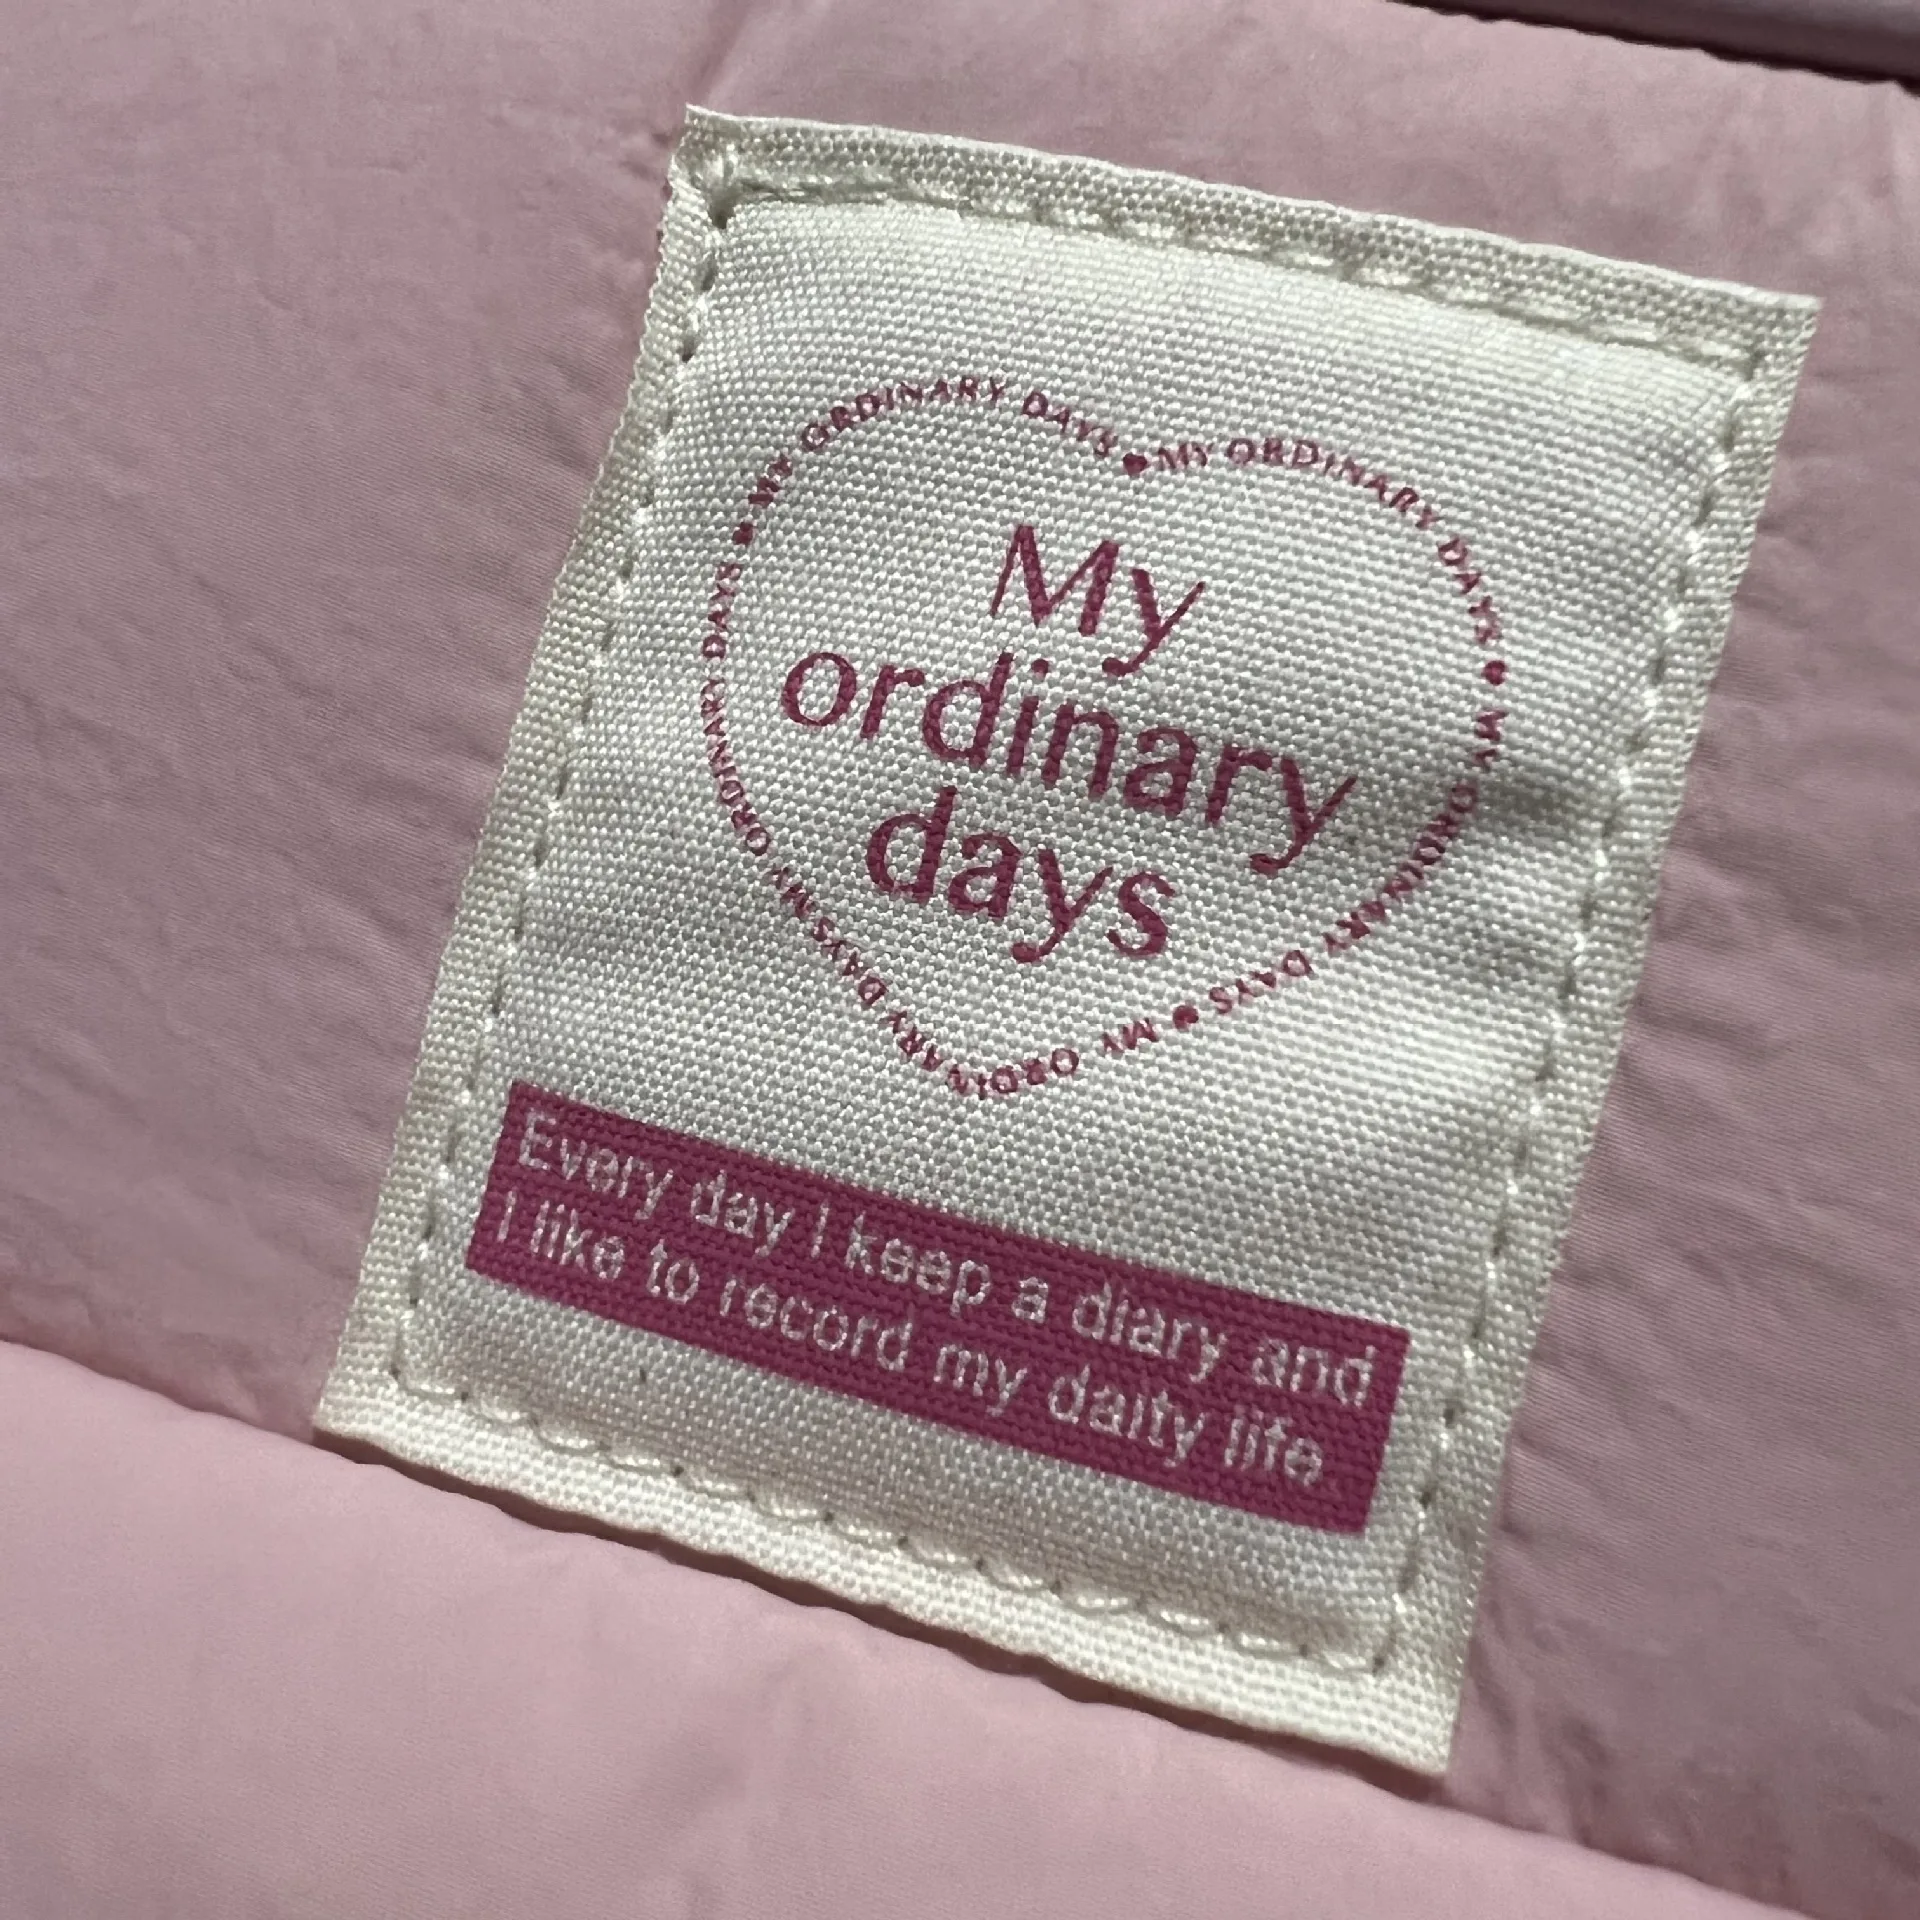 MY ORDINARY DAYS ♥ MY ORDINARY DAYS ♥ MY ORDINARY DAYS ♥ MY ORDINARY DAYS MY ORDINARY DAYS ♥
My
ordinary
days
Every day I keep a diary and
I like to record my daity life.